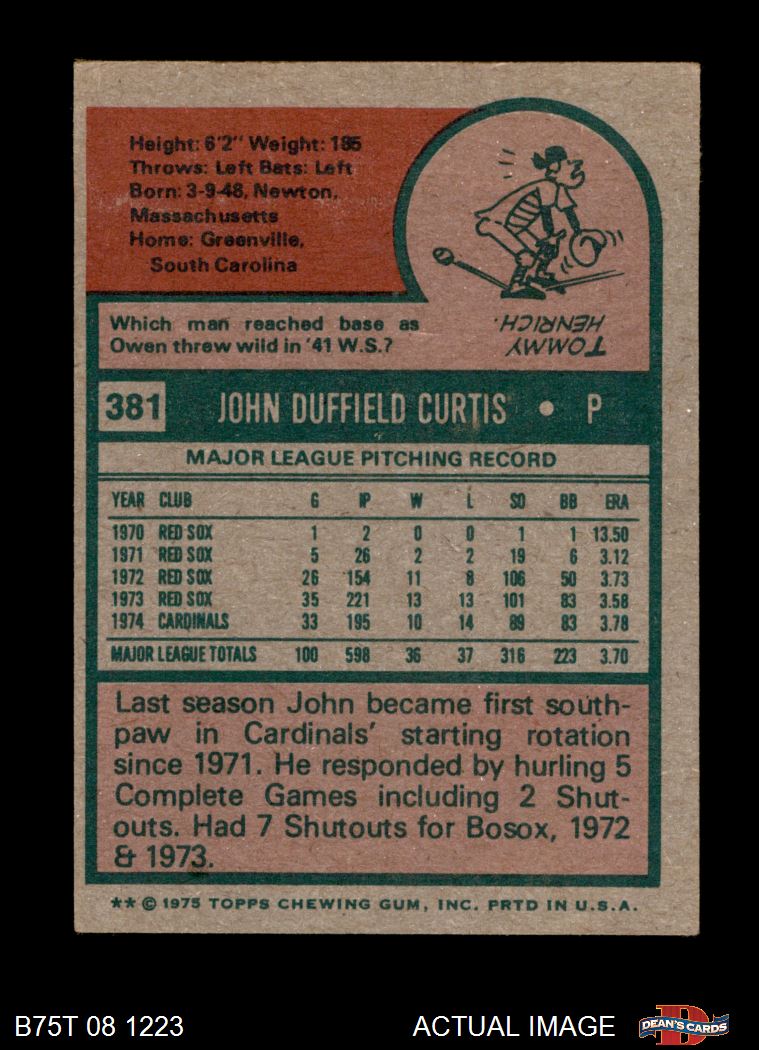 Height: 6'2" Weight: 185
Throws: Left Bats: Left
Born: 3-9-48, Newton,
Massachusetts
Home: Greenville,
South Carolina
Which man reached base as
Owen threw wild in '41 W.S.?
TOMMY
HENRICH.
381 JOHN DUFFIELD CURTIS • P
MAJOR LEAGUE PITCHING RECORD
YEAR CLUB G IP W L SO BB ERA
1970 RED SOX 1 2 0 0 1 1 13.50
1971 RED SOX 5 26 2 2 19 6 3.12
1972 RED SOX 26 154 11 8 106 50 3.73
1973 RED SOX 35 221 13 13 101 83 3.58
1974 CARDINALS 33 195 10 14 89 83 3.78
MAJOR LEAGUE TOTALS 100 598 36 37 316 223 3.70
Last season John became first south-
paw in Cardinals' starting rotation
since 1971. He responded by hurling 5
Complete Games including 2 Shut-
outs. Had 7 Shutouts for Bosox, 1972
& 1973.
** © 1975 TOPPS CHEWING GUM, INC. PRTD IN U.S.A.
B75T 08 1223 ACTUAL IMAGE D DEAN'S CARDS